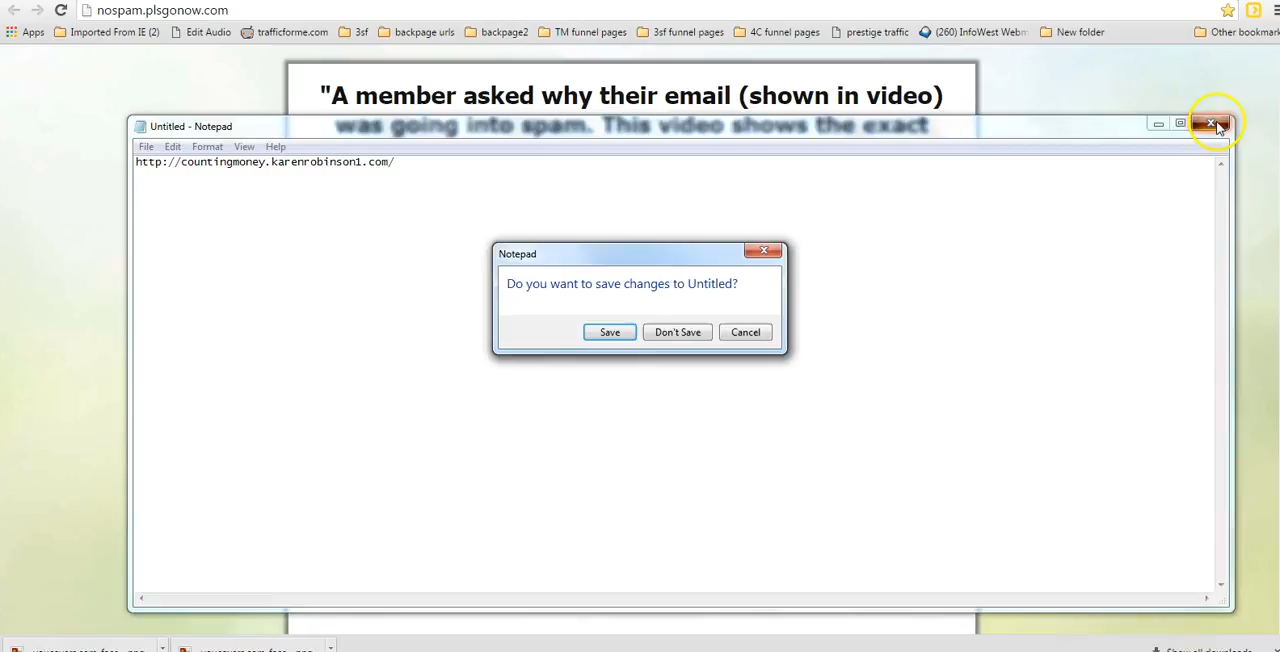 nospam.plsgonow.com
Apps Imported From IE (2) Edit Audio trafficforme.com 3sf backpage urls backpage2 TM funnel pages 3sf funnel pages 4C funnel pages prestige traffic (260) InfoWest Webm New folder Other bookmark
"A member asked why their email (shown in video)
was going into spam. This video shows the exact
Untitled - Notepad
File Edit Format View Help
http://countingmoney.karenrobinson1.com/
Notepad
Do you want to save changes to Untitled?
Save Don't Save Cancel
Show all downloads